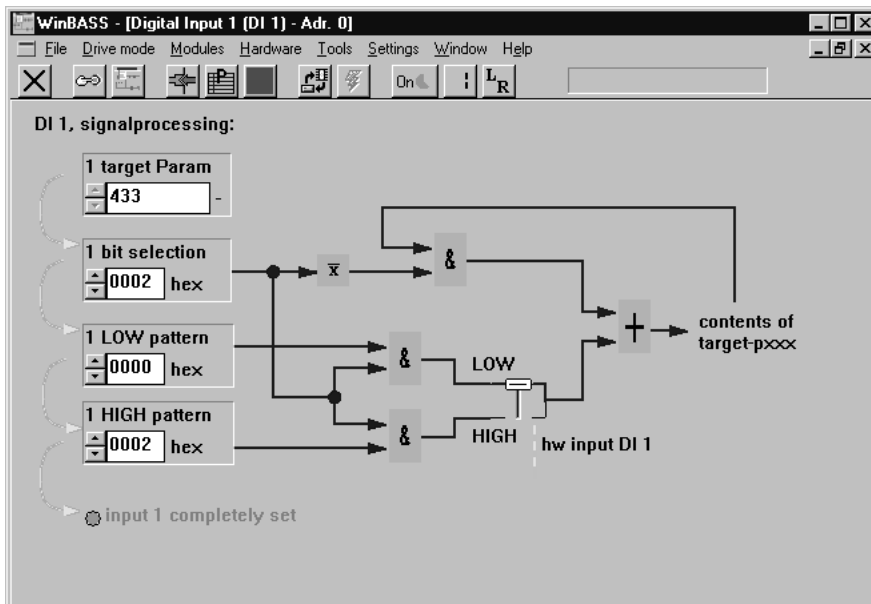 WinBASS - [Digital Input 1 (DI 1) - Adr. 0]
File Drive mode Modules Hardware Tools Settings Window Help
P On L R
DI 1, signalprocessing:
1 target Param
433 -
1 bit selection
0002 hex
x̅
&
1 LOW pattern
0000 hex
&
LOW
+
contents of
target-pxxx
1 HIGH pattern
0002 hex
&
HIGH
hw input DI 1
input 1 completely set